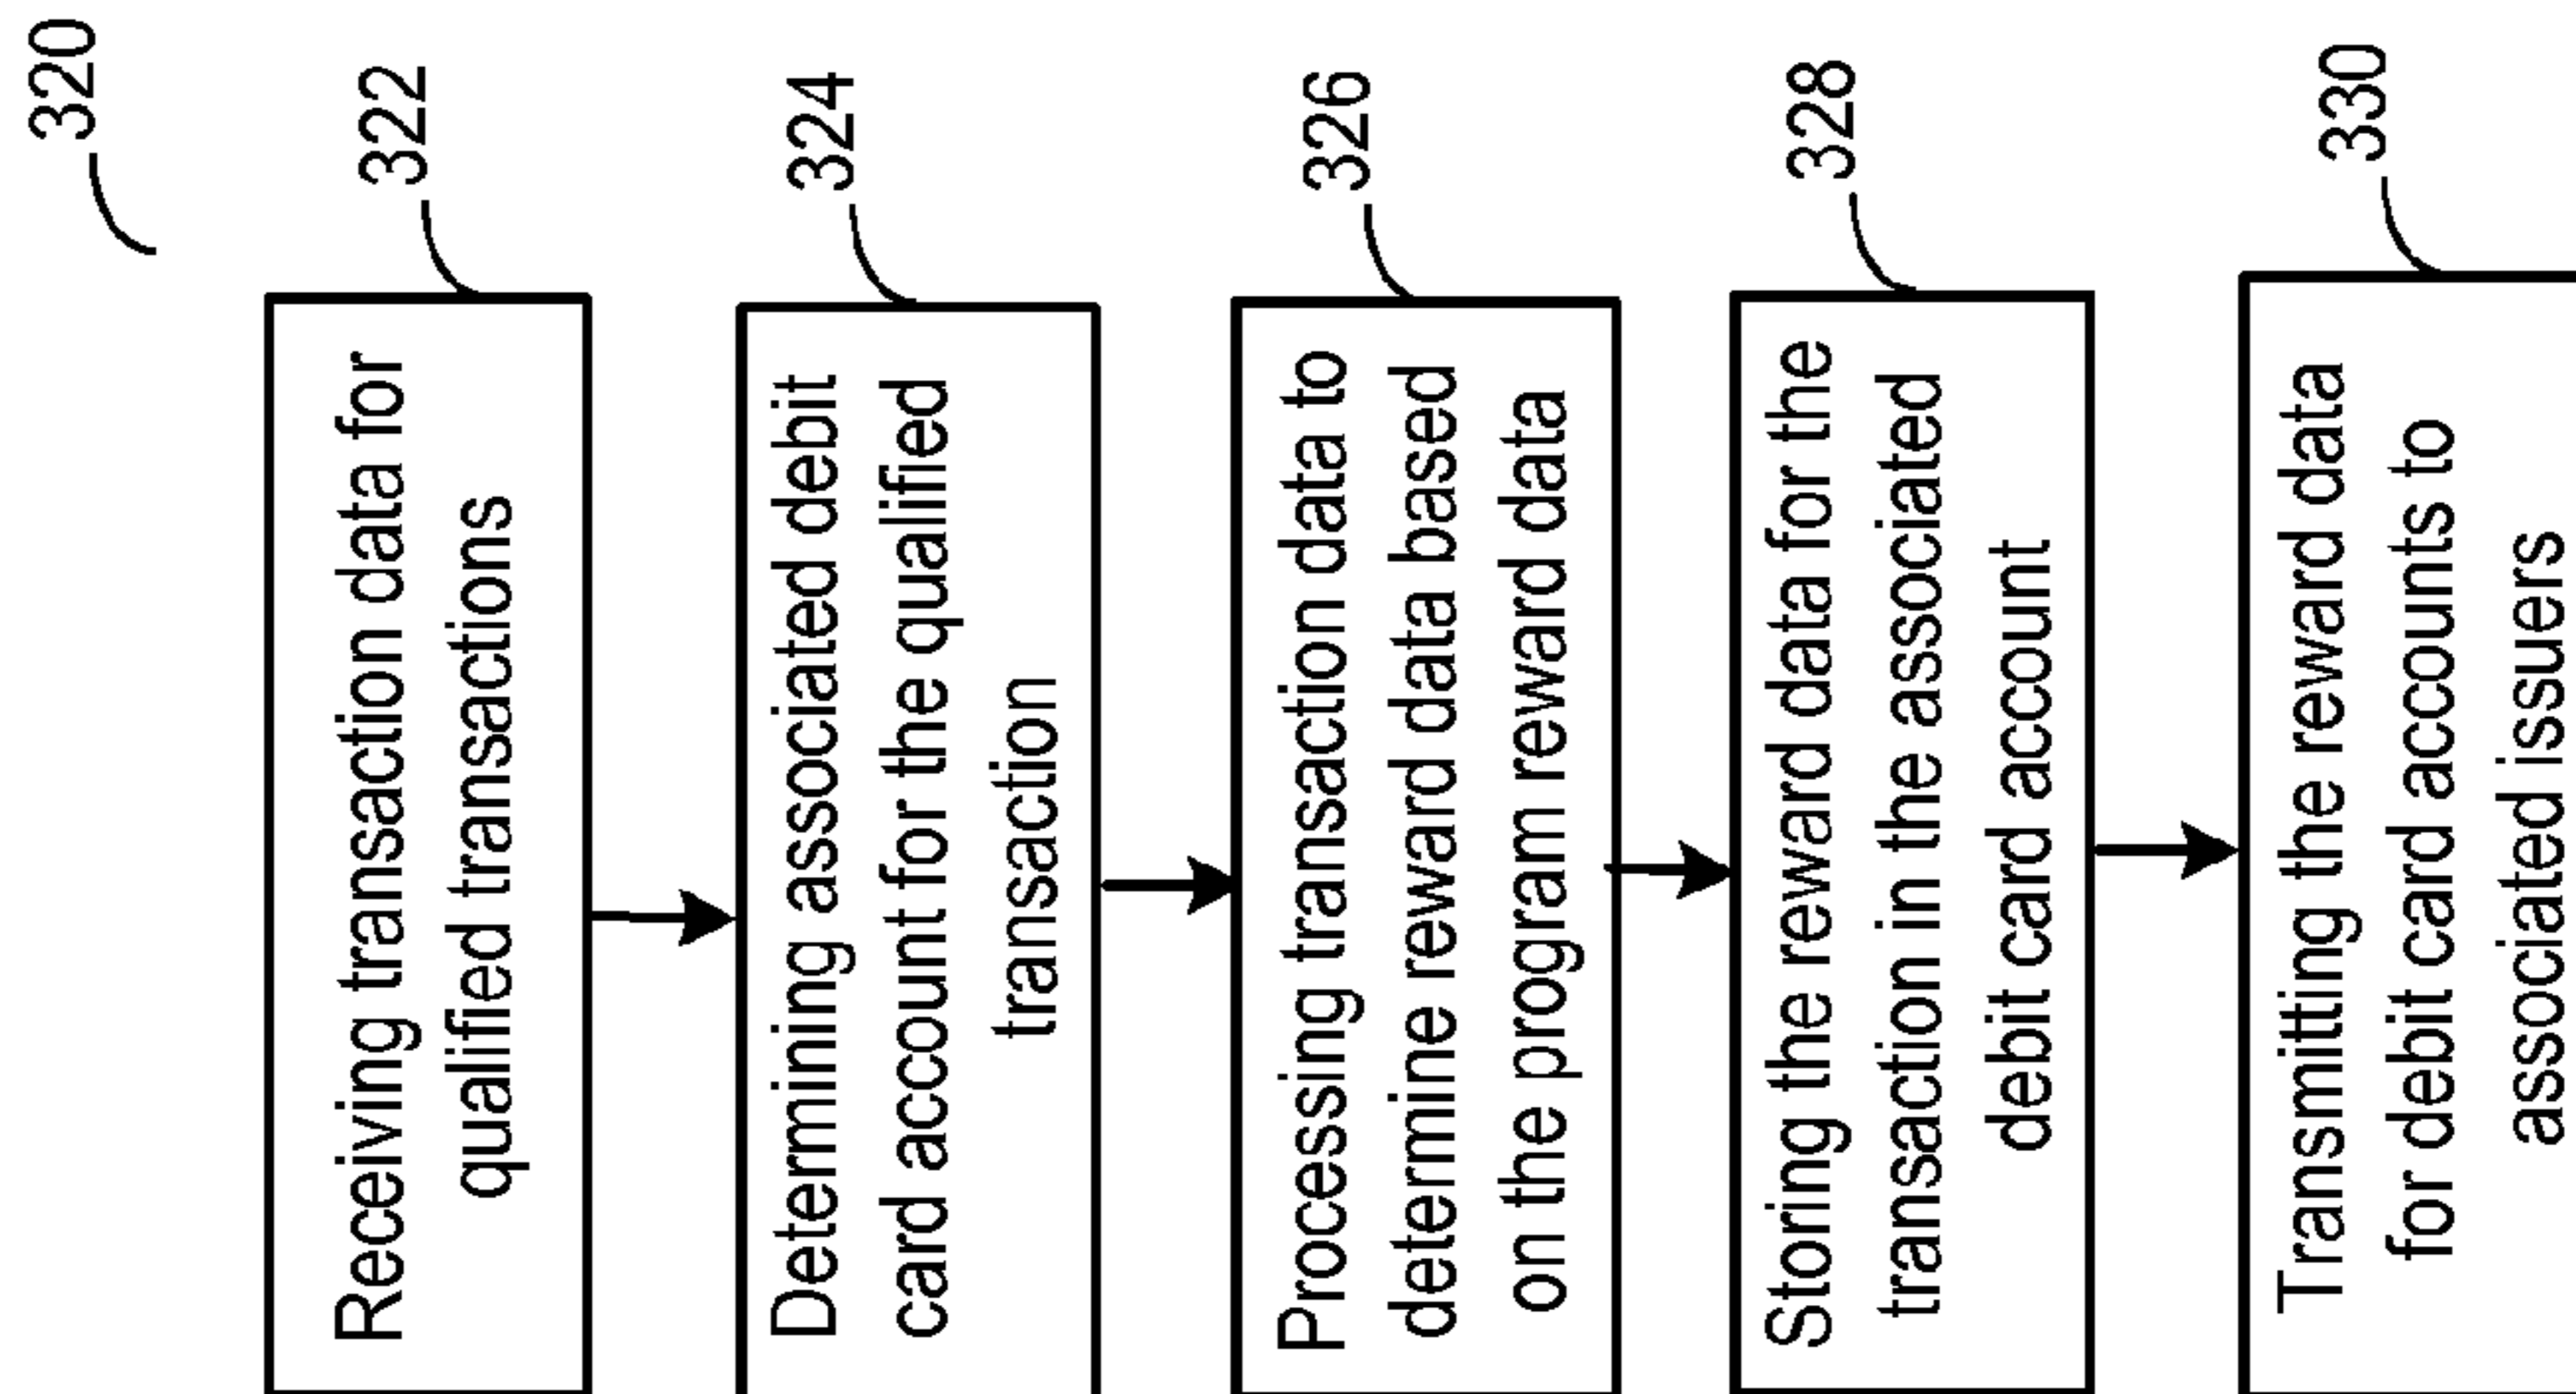 320
322
Receiving transaction data for
qualified transactions
324
Determining associated debit
card account for the qualified
transaction
326
Processing transaction data to
determine reward data based
on the program reward data
328
Storing the reward data for the
transaction in the associated
debit card account
330
Transmitting the reward data
for debit card accounts to
associated issuers